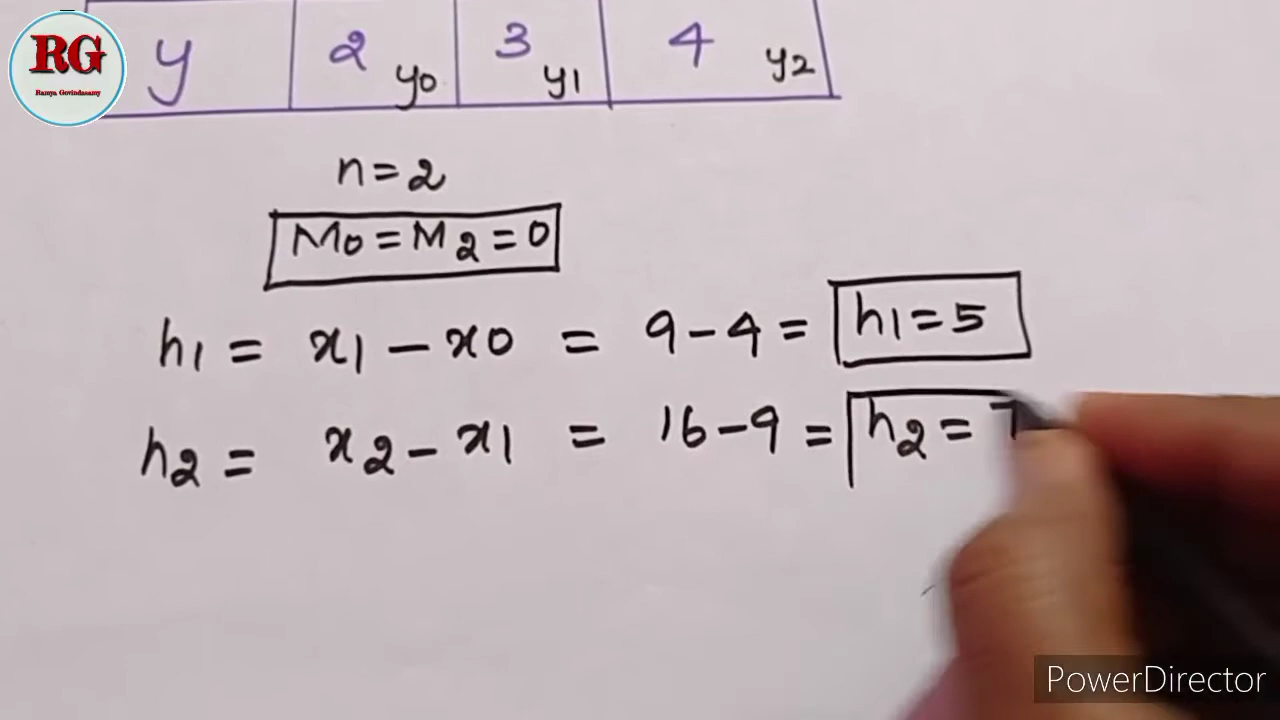 RG
Ramya Govindasamy
y 2 y0 3 y1 4 y2
n=2
M0 = M2 = 0
h1 = x1 - x0 = 9-4 = h1 = 5
h2 = x2 - x1 = 16-9 = h2 = 7
PowerDirector